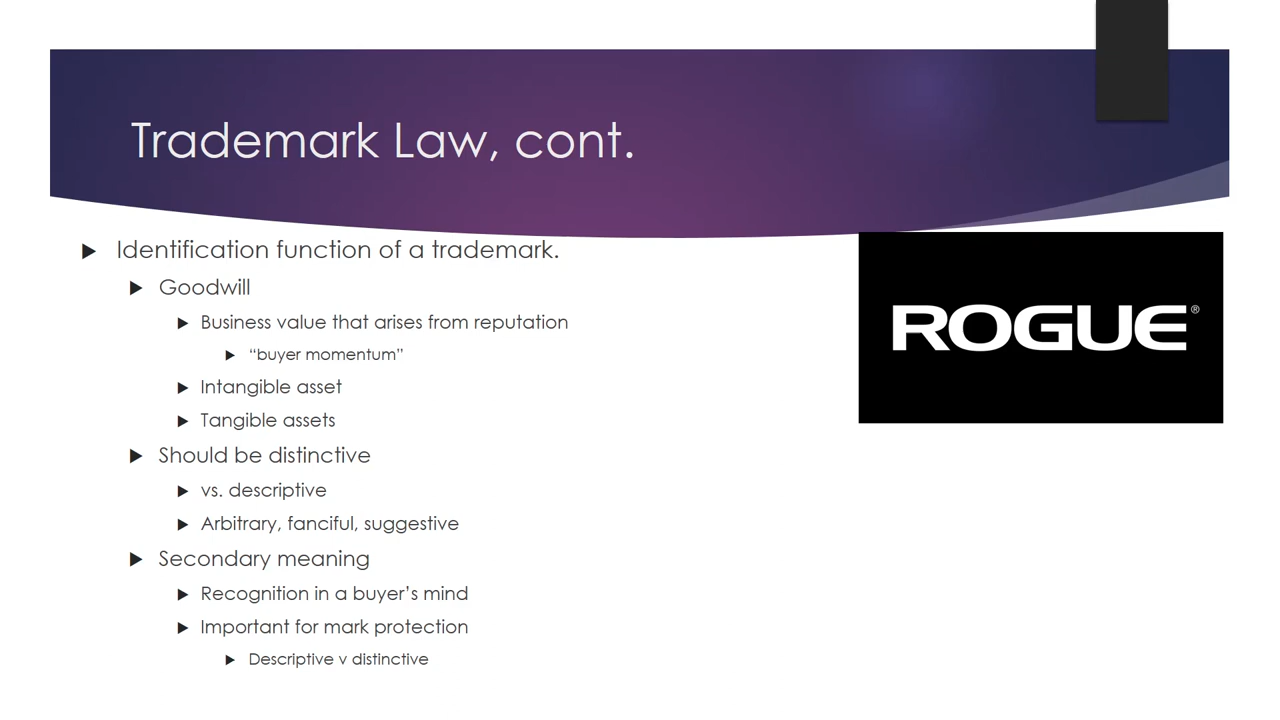 Trademark Law, cont.
Identification function of a trademark.
Goodwill
Business value that arises from reputation
“buyer momentum”
Intangible asset
Tangible assets
Should be distinctive
vs. descriptive
Arbitrary, fanciful, suggestive
Secondary meaning
Recognition in a buyer’s mind
Important for mark protection
Descriptive v distinctive
ROGUE®